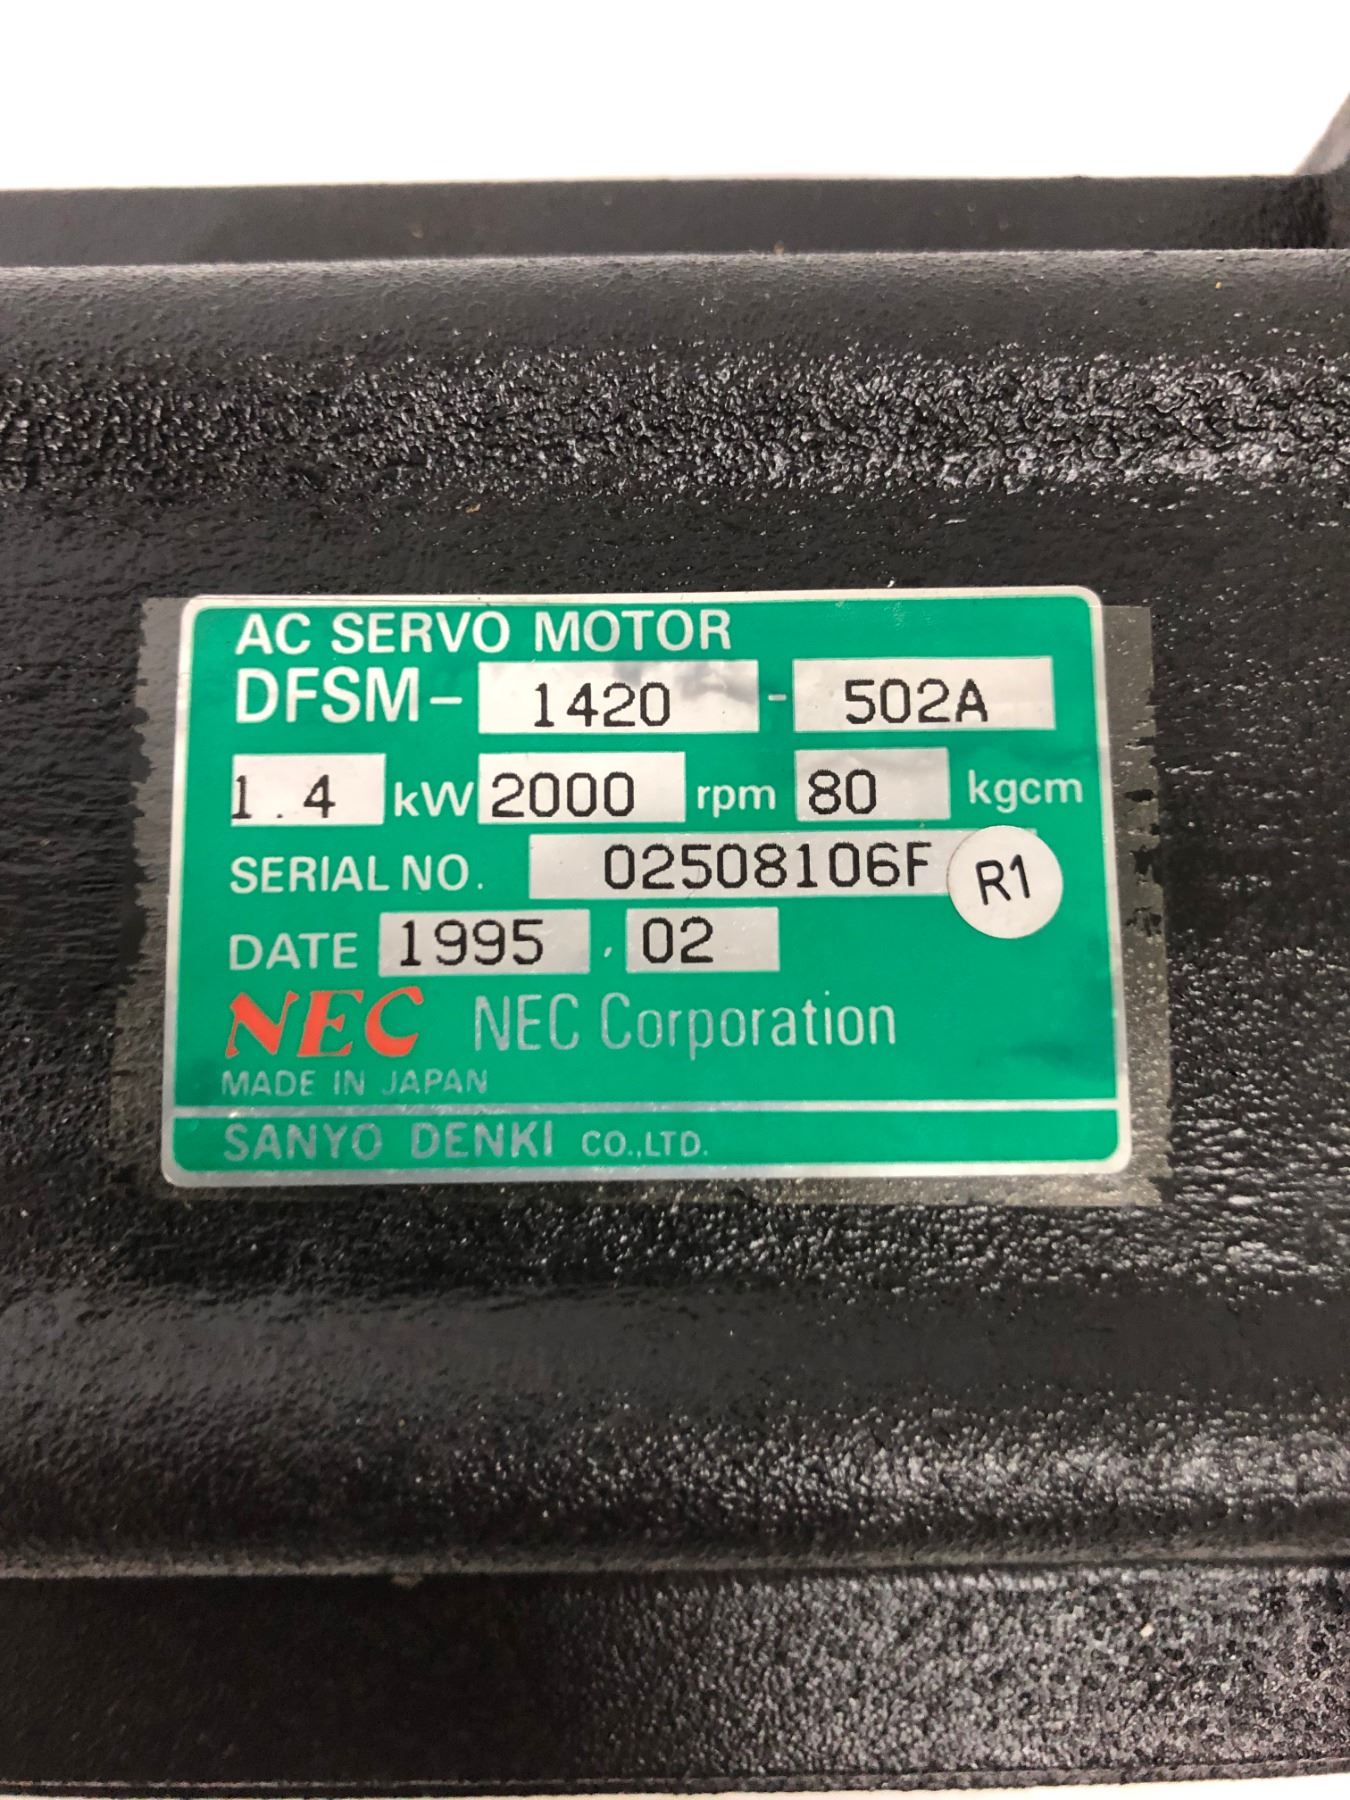 AC SERVO MOTOR
DFSM- 1420 - 502A
1.4 kW 2000 rpm 80 kgcm
SERIAL NO. 02508106F R1
DATE 1995 . 02
NEC NEC Corporation
MADE IN JAPAN
SANYO DENKI CO.,LTD.